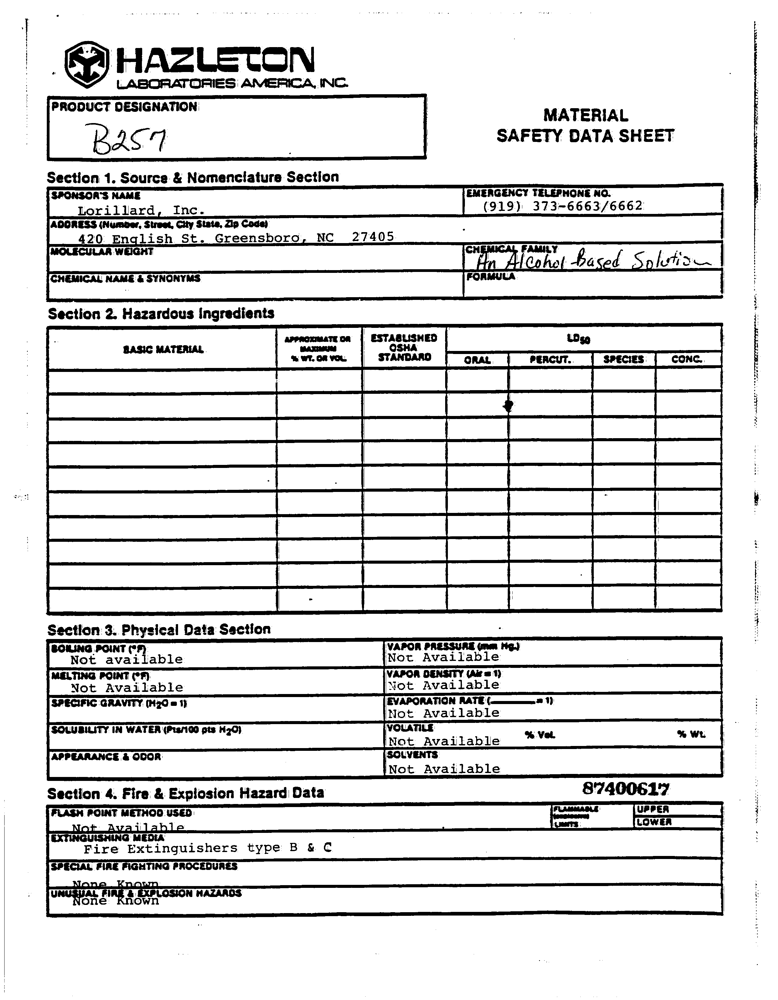 HAZLETON
LABORATORIES AMERICA, INC.
PRODUCT DESIGNATION
B257
MATERIAL
SAFETY DATA SHEET
Section 1. Source & Nomenclature Section
SPONSOR'S NAME
Lorillard, Inc.
EMERGENCY TELEPHONE NO.
(919) 373-6663/6662
ADDRESS (Number, Street, City State, Zip Code)
420 English St. Greensboro, NC 27405
MOLECULAR WEIGHT
CHEMICAL FAMILY
An Alcohol Based Solution
CHEMICAL NAME & SYNONYMS
FORMULA
Section 2. Hazardous Ingredients
BASIC MATERIAL
APPROXIMATE OR
MAXIMUM
% WT. OR VOL.
ESTABLISHED
OSHA
STANDARD
LD50
ORAL
PERCUT.
SPECIES
CONC.
Section 3. Physical Data Section
BOILING POINT (°F)
Not available
VAPOR PRESSURE (mm Hg.)
Not Available
MELTING POINT (°F)
Not Available
VAPOR DENSITY (Air = 1)
Not Available
SPECIFIC GRAVITY (H2O = 1)
EVAPORATION RATE (______ = 1)
Not Available
SOLUBILITY IN WATER (Pts/100 pts H2O)
VOLATILE
Not Available
% Vol.
% Wt.
APPEARANCE & ODOR
SOLVENTS
Not Available
87400617
Section 4. Fire & Explosion Hazard Data
FLASH POINT METHOD USED
Not Available
FLAMMABLE
LIMITS
UPPER
LOWER
EXTINGUISHING MEDIA
Fire Extinguishers type B & C
SPECIAL FIRE FIGHTING PROCEDURES
None Known
UNUSUAL FIRE & EXPLOSION HAZARDS
None Known